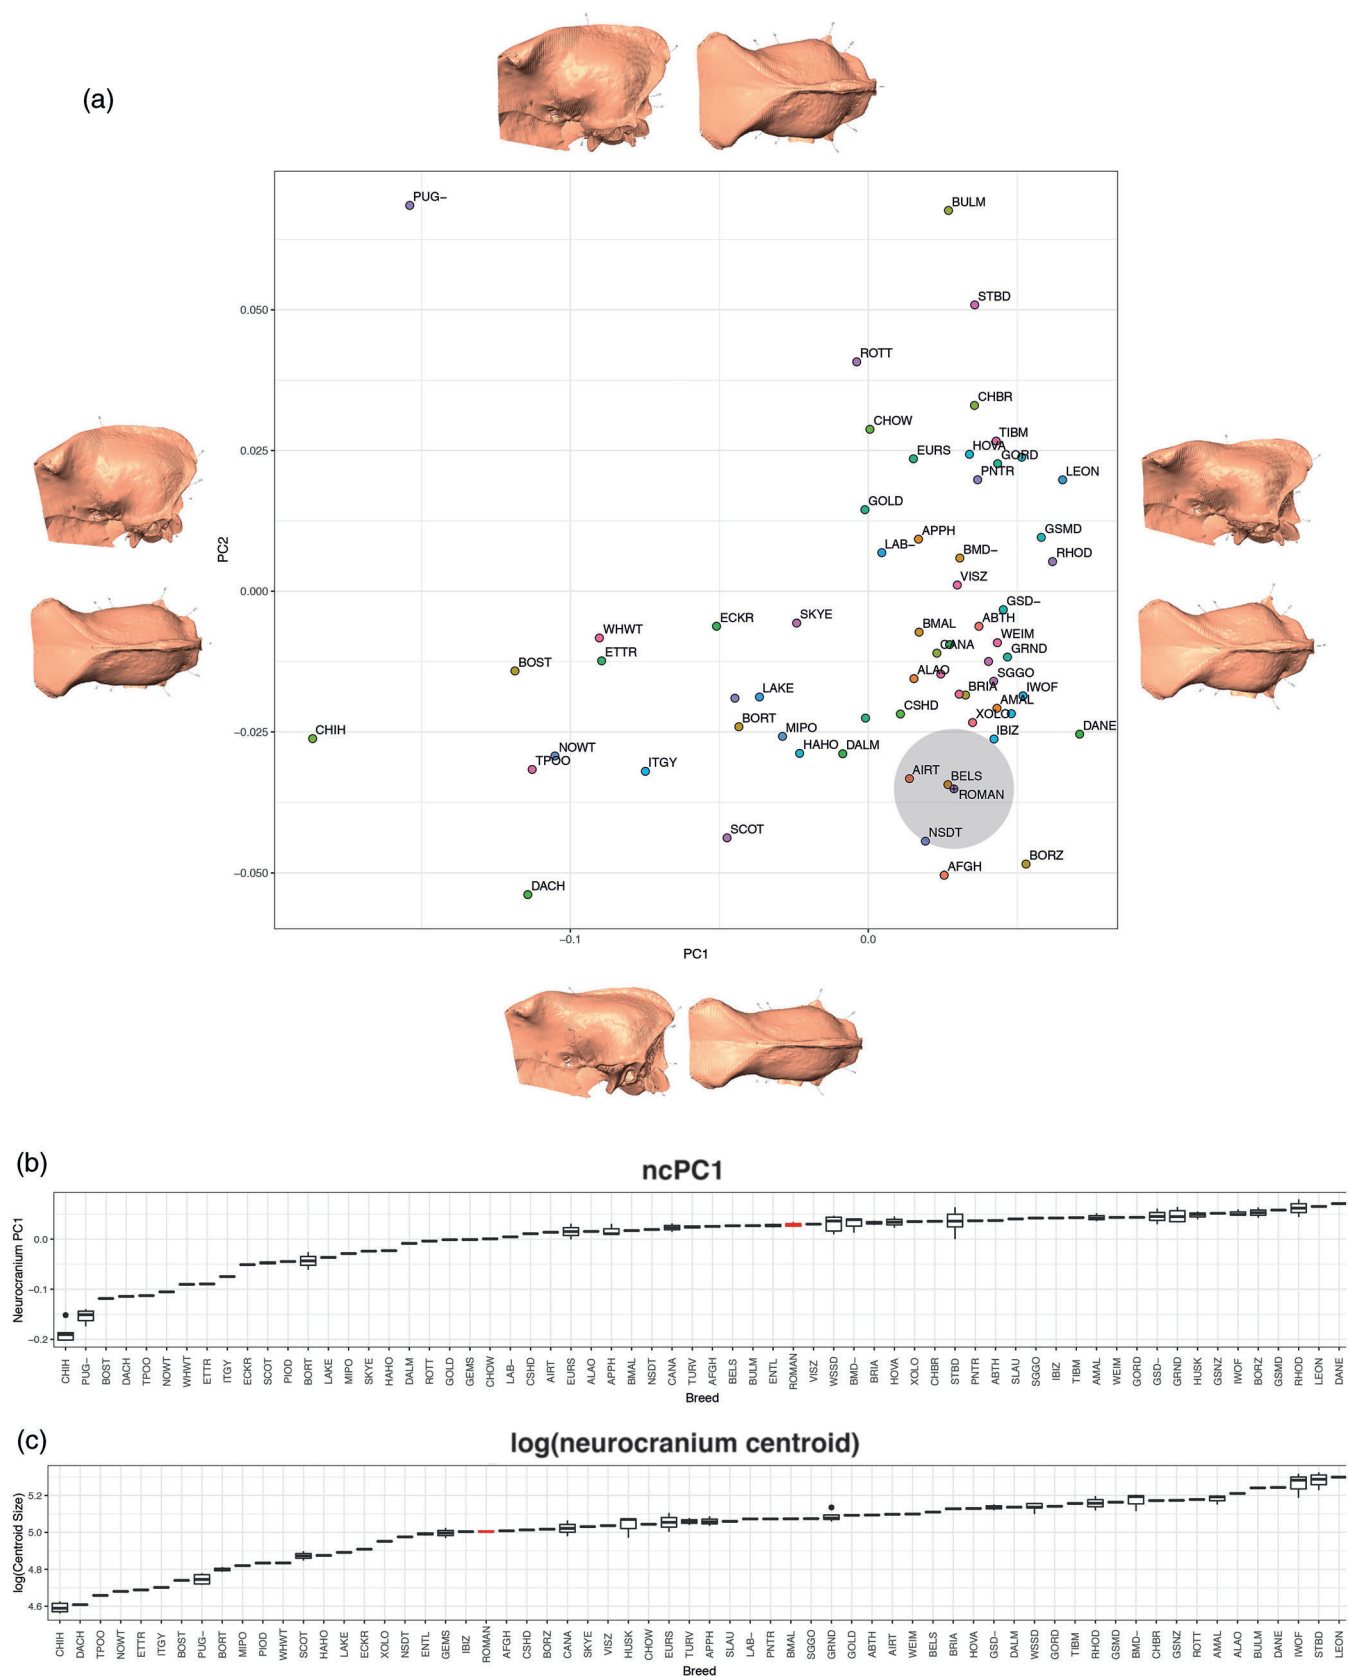 (a)
PUG–
BULM
STBD
0.050
ROTT
CHBR
CHOW
TIBM
HOVA
EURS
GORD
0.025
PNTR
LEON
GOLD
APPH
GSMD
LAB–
BMD–
RHOD
PC2
VISZ
0.000
GSD–
ECKR
SKYE
ABTH
WHWT
BMAL
WEIM
CANA
GRND
ETTR
BOST
ALAO
SGGO
LAKE
BRIA
IWOF
AMAL
CSHD
BORT
XOLO
MIPO
IBIZ
DANE
CHIH
−0.025
NOWT
HAHO
DALM
TPOO
ITGY
AIRT
BELS
ROMAN
SCOT
NSDT
BORZ
AFGH
−0.050
DACH
−0.1
0.0
PC1
(b)
ncPC1
Neurocranium PC1
0.0
−0.1
−0.2
CHIH PUG– BOST DACH TPOO NOWT WHWT ETTR ITGY ECKR SCOT PIOD BORT LAKE MIPO SKYE HAHO DALM ROTT GOLD GEMS CHOW LAB– CSHD AIRT EURS ALAO APPH BMAL NSDT CANA TURV AFGH BELS BULM ENTL ROMAN VISZ WSSD BMD– BRIA HOVA XOLO CHBR STBD PNTR ABTH SLAU SGGO IBIZ TIBM AMAL WEIM GORD GSD– GRND HUSK GSNZ IWOF BORZ GSMD RHOD LEON DANE
Breed
(c)
log(neurocranium centroid)
log(Centroid Size)
5.2
5.0
4.8
4.6
CHIH DACH TPOO NOWT ETTR ITGY BOST PUG– BORT MIPO PIOD WHWT SCOT HAHO LAKE ECKR XOLO NSDT ENTL GEMS IBIZ ROMAN AFGH CSHD BORZ CANA SKYE VISZ HUSK CHOW EURS TURV APPH SLAU LAB– PNTR BMAL SGGO GRND GOLD ABTH AIRT WEIM BELS BRIA HOVA GSD– DALM WSSD GORD TIBM RHOD GSMD BMD– CHBR GSNZ ROTT AMAL ALAO BULM DANE IWOF STBD LEON
Breed